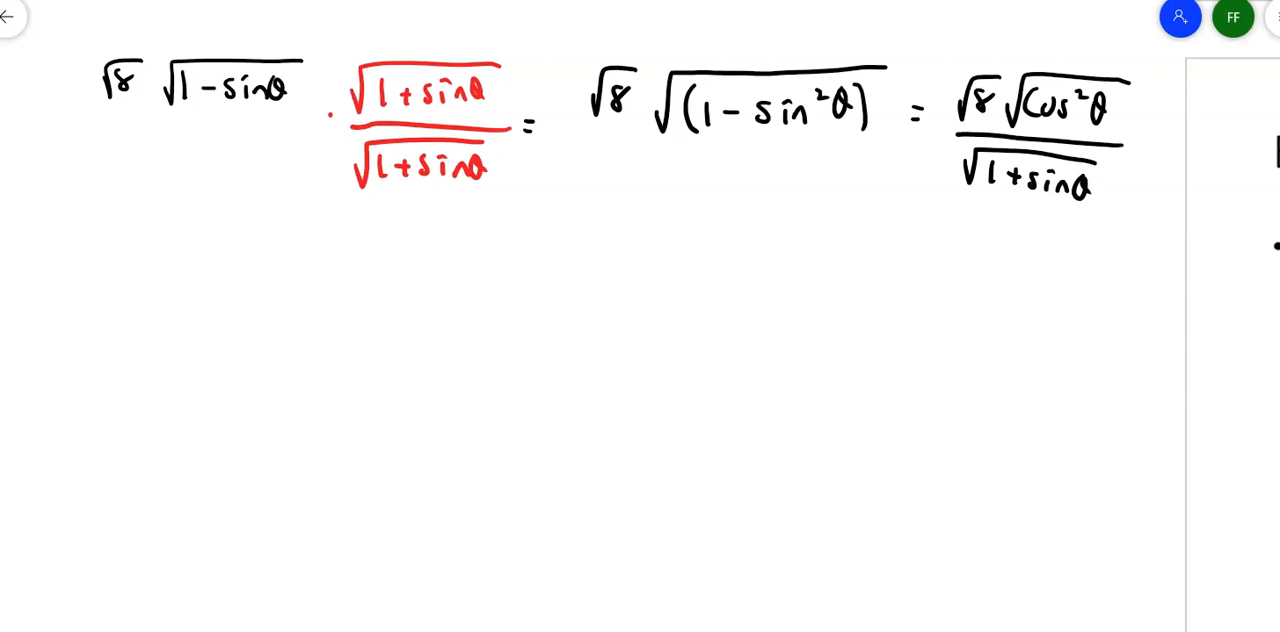 FF
√8 √(1-sinθ) · √(1+sinθ)/√(1+sinθ) = √8 √((1-sin²θ)) = √8 √(cos²θ)/√(1+sinθ)